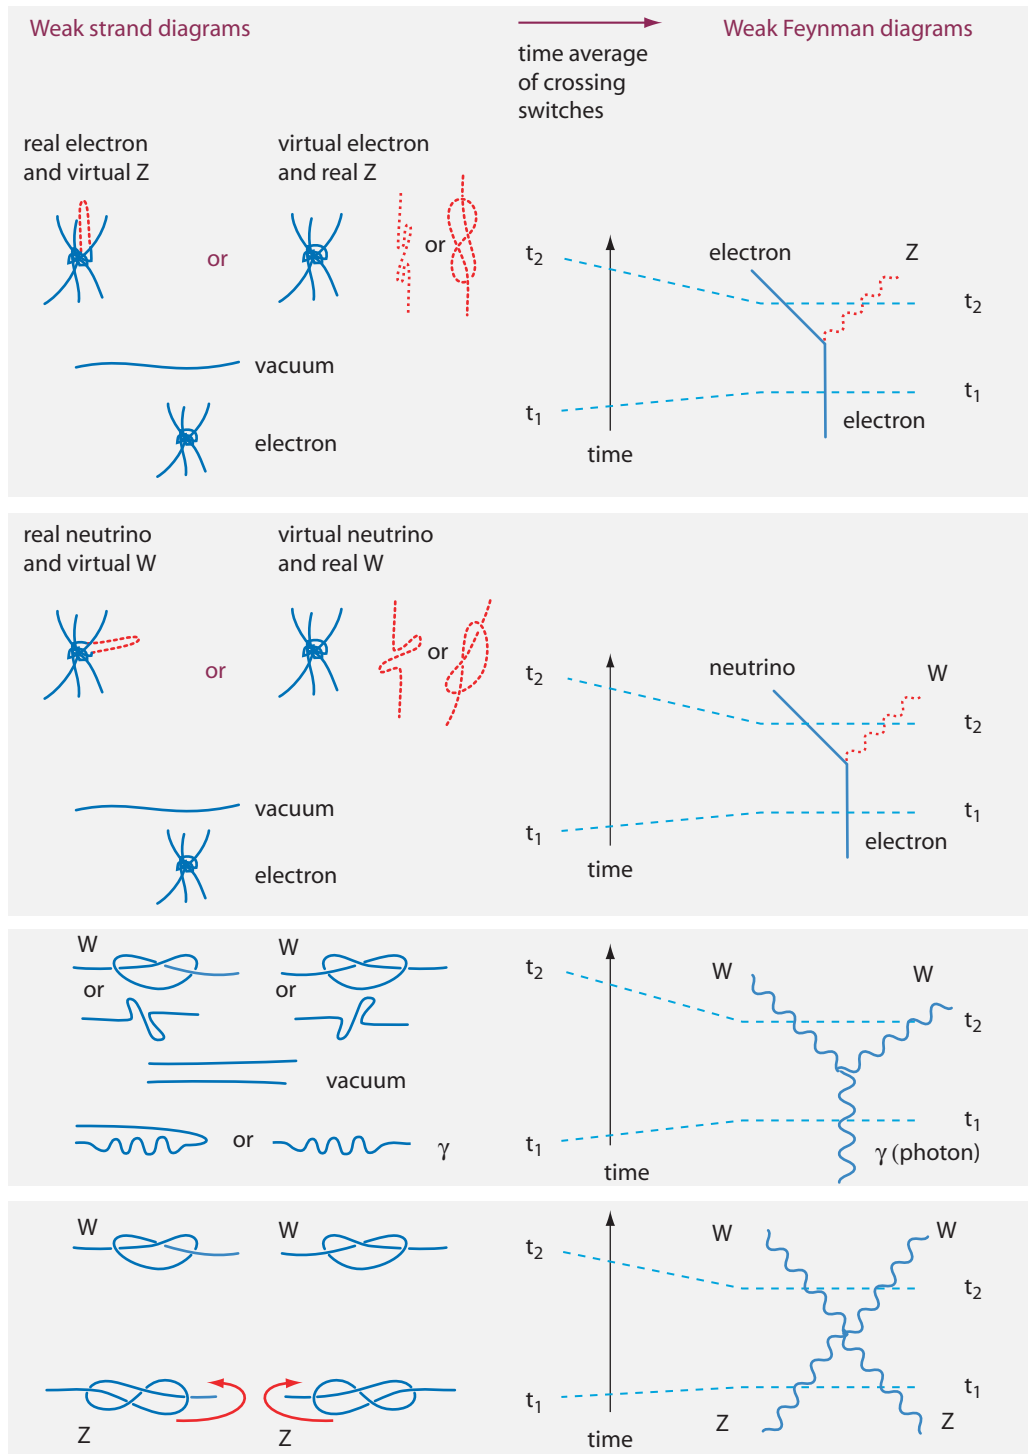 Weak strand diagrams
Weak Feynman diagrams
time average
of crossing
switches
real electron
and virtual Z
virtual electron
and real Z
or
or
vacuum
electron
t2
t1
time
electron
Z
t2
t1
electron
real neutrino
and virtual W
virtual neutrino
and real W
or
or
vacuum
electron
t2
t1
time
neutrino
W
t2
t1
electron
W
W
or
or
vacuum
or
γ
t2
t1
time
W
W
t2
t1
γ (photon)
W
W
Z
Z
t2
t1
time
W
W
t2
t1
Z
Z